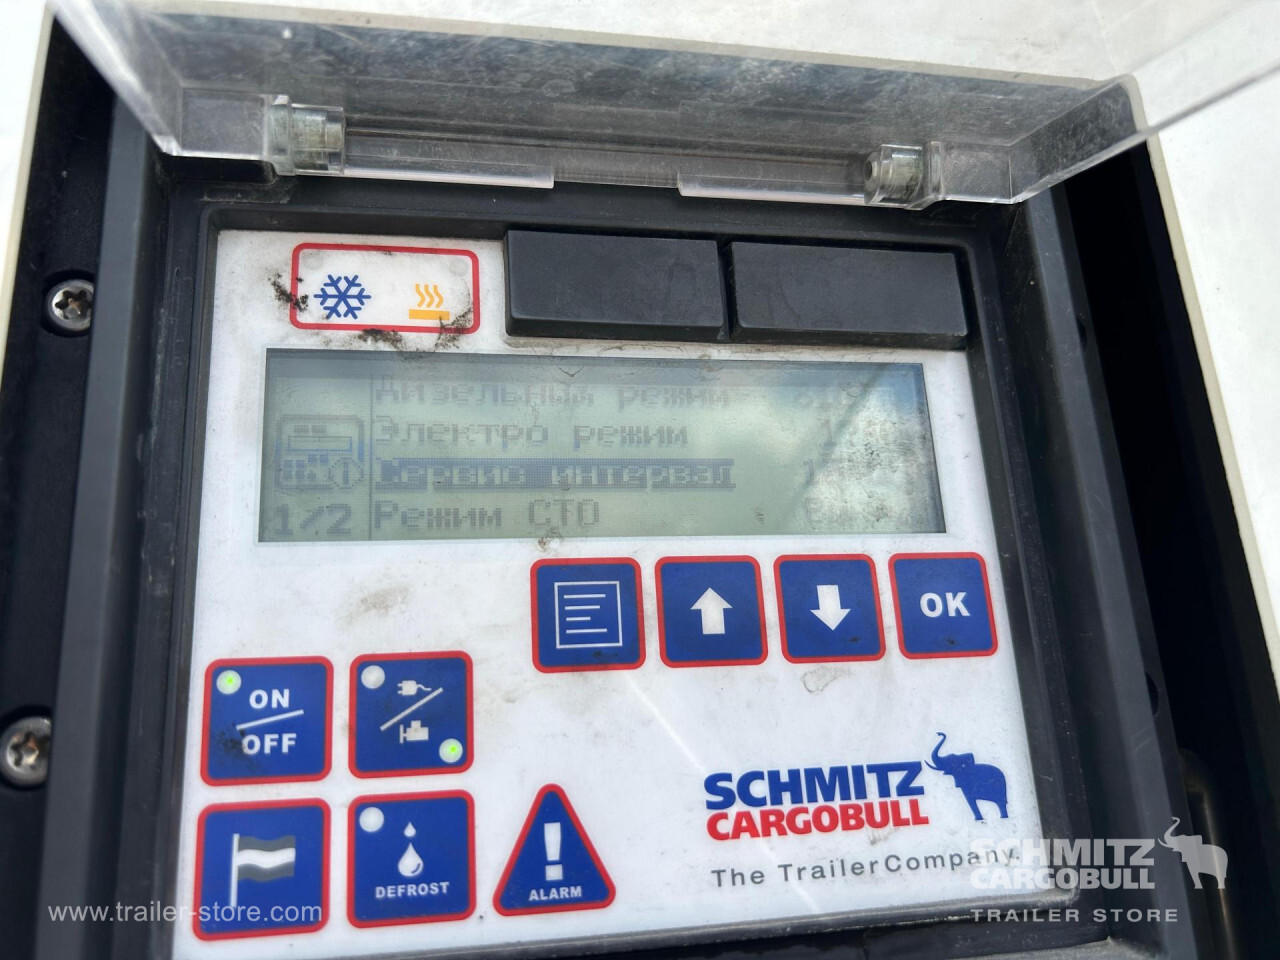 Дизельный режим
Электро режим
Сервис интервал
1/2 Режим СТО
OK
ON
OFF
DEFROST
ALARM
SCHMITZ
CARGOBULL
The TrailerCompany.
www.trailer-store.com
SCHMITZ
CARGOBULL
TRAILER STORE